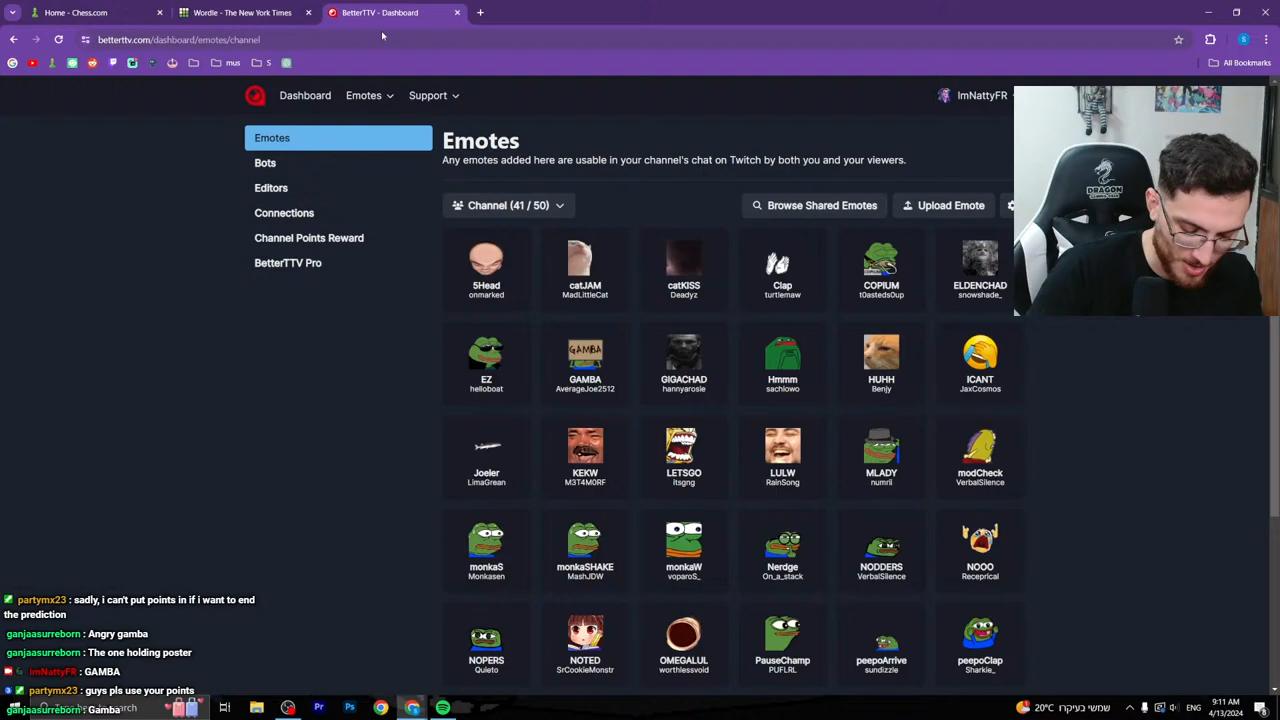 Home - Chess.com
Wordle - The New York Times
BetterTTV - Dashboard
betterttv.com/dashboard/emotes/channel
mus
S
All Bookmarks
Dashboard
Emotes
Support
ImNattyFR
Emotes
Bots
Editors
Connections
Channel Points Reward
BetterTTV Pro
Emotes
Any emotes added here are usable in your channel's chat on Twitch by both you and your viewers.
Channel (41 / 50)
Browse Shared Emotes
Upload Emote
5Head
onmarked
catJAM
MadLittleCat
catKISS
Deadyz
Clap
turtlemaw
COPIUM
t0asteds0up
ELDENCHAD
snowshade_
EZ
helloboat
GAMBA
GAMBA
AverageJoe2512
GIGACHAD
hannyarosie
Hmmm
sachlowo
HUHH
Benjy
ICANT
JaxCosmos
Joeler
LimaGrean
KEKW
M3T4M0RF
LETSGO
itsgng
LULW
RainSong
MLADY
numrii
modCheck
VerbalSilence
monkaS
Monkasen
monkaSHAKE
MashJDW
monkaW
voparoS_
Nerdge
On_a_stack
NODDERS
VerbalSilence
NOOO
Receprical
NOPERS
Quieto
NOTED
SrCookieMonstr
OMEGALUL
worthlessvoid
PauseChamp
PUFLRL
peepoArrive
sundizzle
peepoClap
Sharkie_
DRAGON
partymx23 : sadly, i can't put points in if i want to end
the prediction
ganjaasurreborn : Angry gamba
ganjaasurreborn : The one holding poster
ImNattyFR : GAMBA
partymx23 : guys pls use your points
ganjaasurreborn : Gamba
20°C שמשי בעיקרו
ENG
9:11 AM
4/13/2024